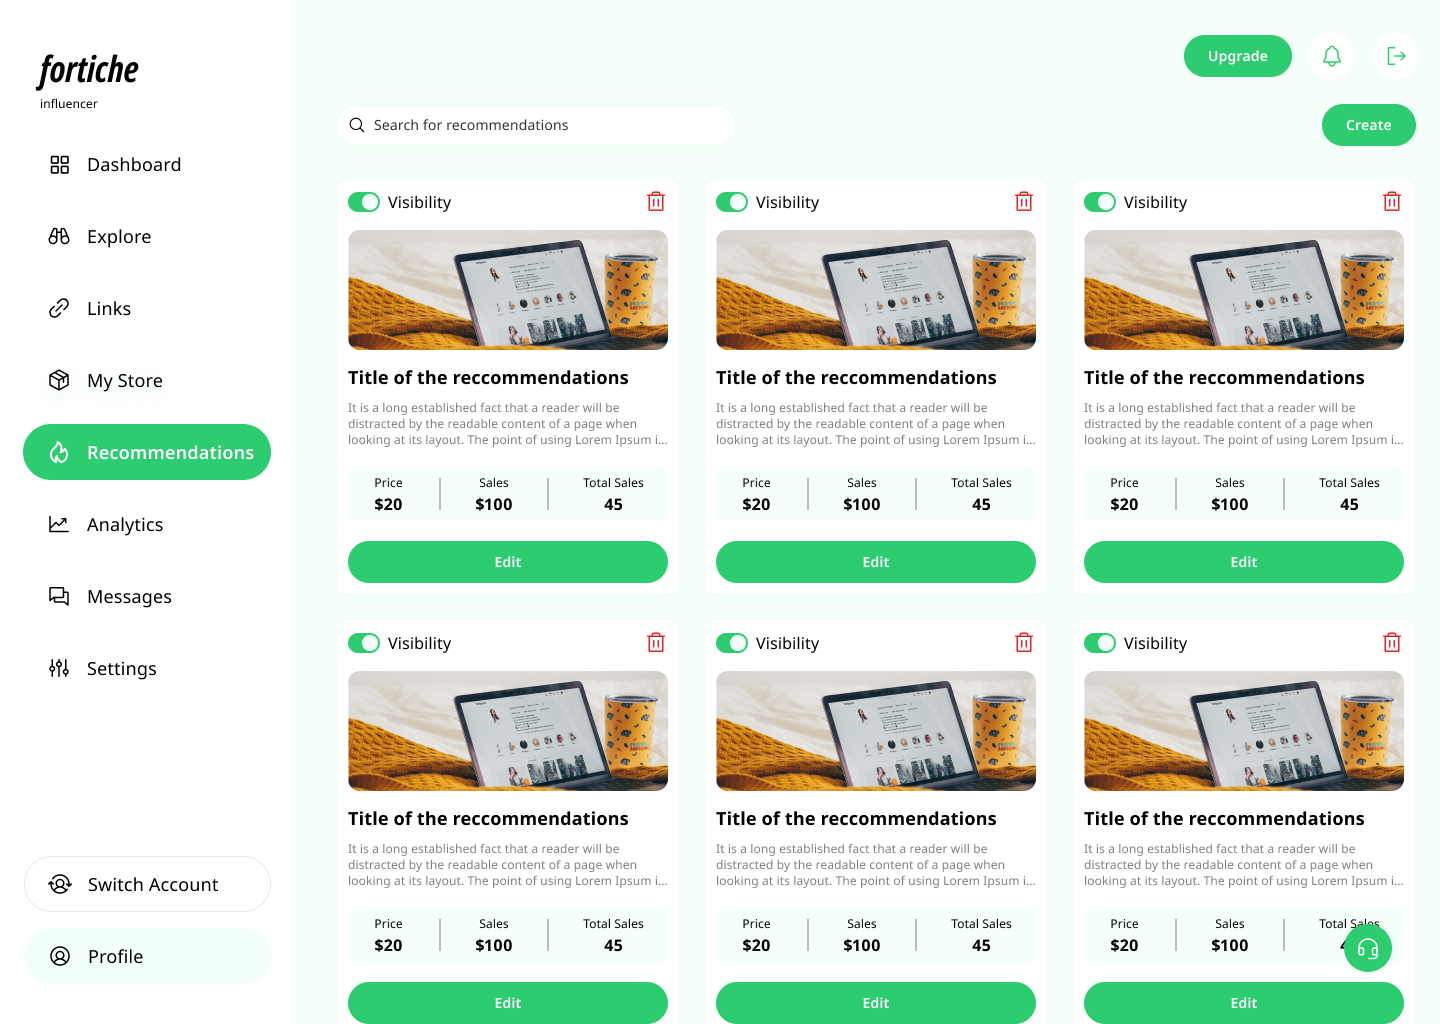 fortiche
influencer
Dashboard
Explore
Links
My Store
Recommendations
Analytics
Messages
Settings
Switch Account
Profile
Upgrade
Search for recommendations
Create
Visibility
Title of the reccommendations
It is a long established fact that a reader will be
distracted by the readable content of a page when
looking at its layout. The point of using Lorem Ipsum i...
Price Sales Total Sales
$20 $100 45
Edit
Visibility
Title of the reccommendations
It is a long established fact that a reader will be
distracted by the readable content of a page when
looking at its layout. The point of using Lorem Ipsum i...
Price Sales Total Sales
$20 $100 45
Edit
Visibility
Title of the reccommendations
It is a long established fact that a reader will be
distracted by the readable content of a page when
looking at its layout. The point of using Lorem Ipsum i...
Price Sales Total Sales
$20 $100 45
Edit
Visibility
Title of the reccommendations
It is a long established fact that a reader will be
distracted by the readable content of a page when
looking at its layout. The point of using Lorem Ipsum i...
Price Sales Total Sales
$20 $100 45
Edit
Visibility
Title of the reccommendations
It is a long established fact that a reader will be
distracted by the readable content of a page when
looking at its layout. The point of using Lorem Ipsum i...
Price Sales Total Sales
$20 $100 45
Edit
Visibility
Title of the reccommendations
It is a long established fact that a reader will be
distracted by the readable content of a page when
looking at its layout. The point of using Lorem Ipsum i...
Price Sales Total Sales
$20 $100
Edit